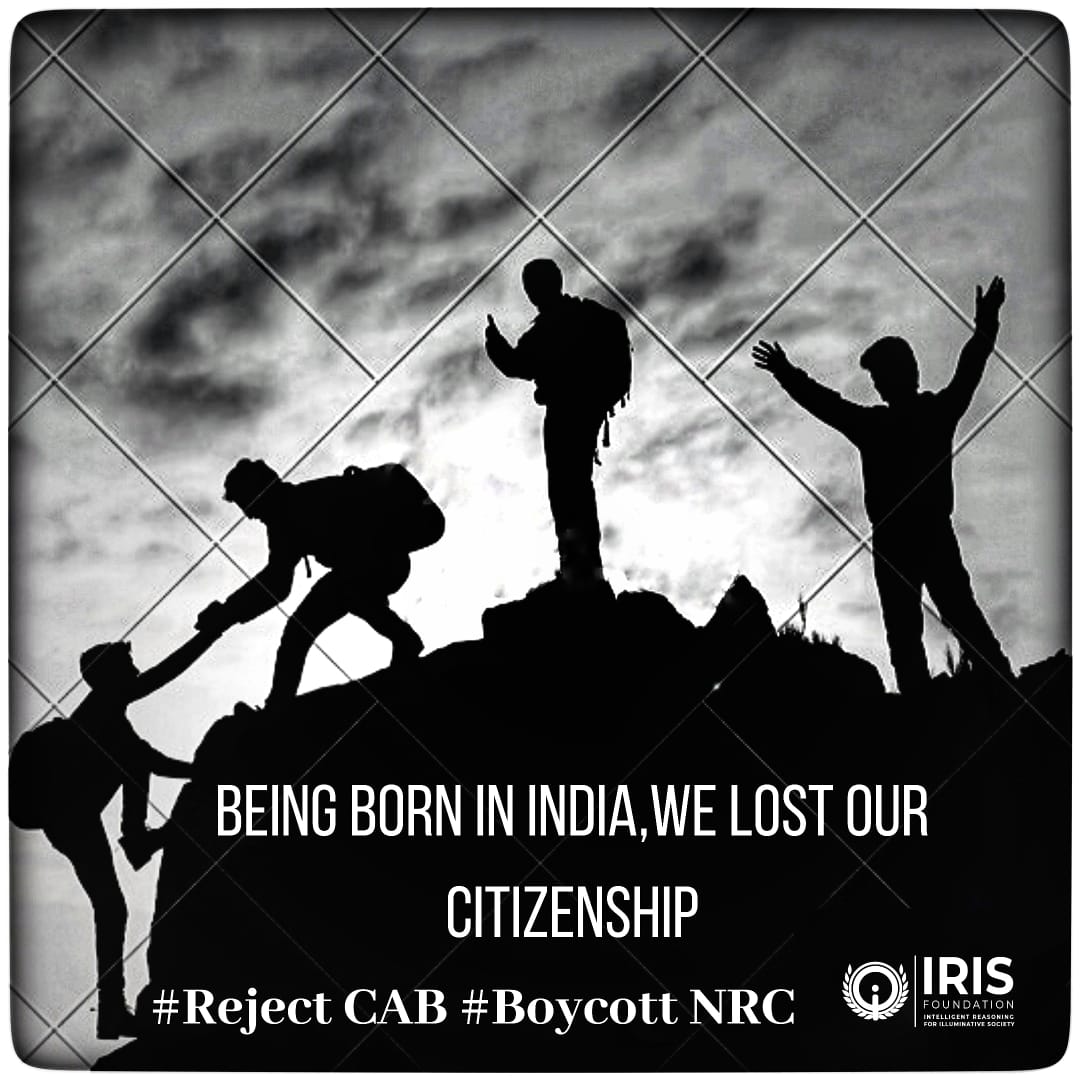 BEING BORN IN INDIA,WE LOST OUR
CITIZENSHIP
#Reject CAB #Boycott NRC
IRIS
FOUNDATION
INTELLIGENT REASONING
FOR ILLUMINATIVE SOCIETY